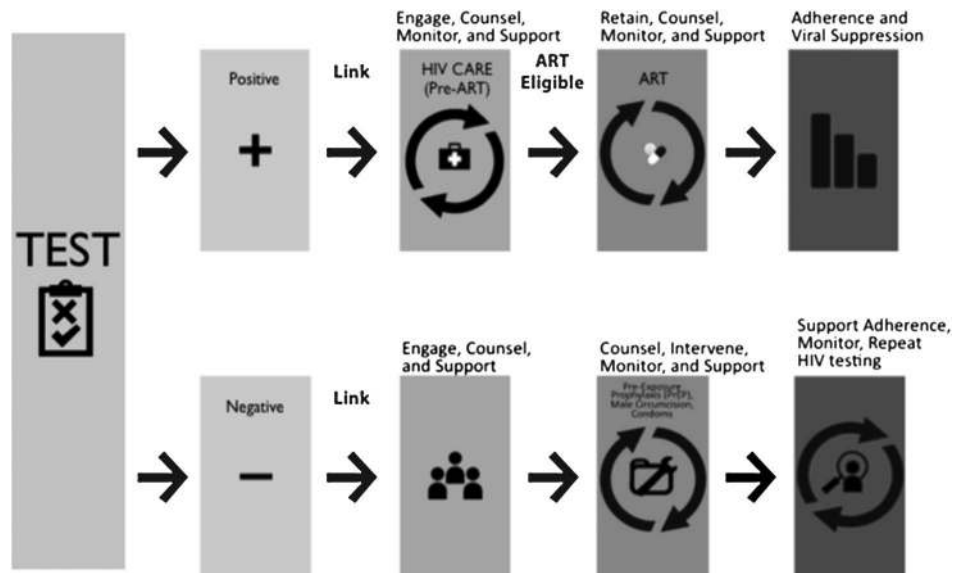 TEST
Positive
Link
Engage, Counsel,
Monitor, and Support
HIV CARE
(Pre-ART)
ART
Eligible
Retain, Counsel,
Monitor, and Support
ART
Adherence and
Viral Suppression
Negative
Link
Engage, Counsel,
and Support
Counsel, Intervene,
Monitor, and Support
Pre-Exposure
Prophylaxis (PrEP),
Male Circumcision,
Condoms
Support Adherence,
Monitor, Repeat
HIV testing